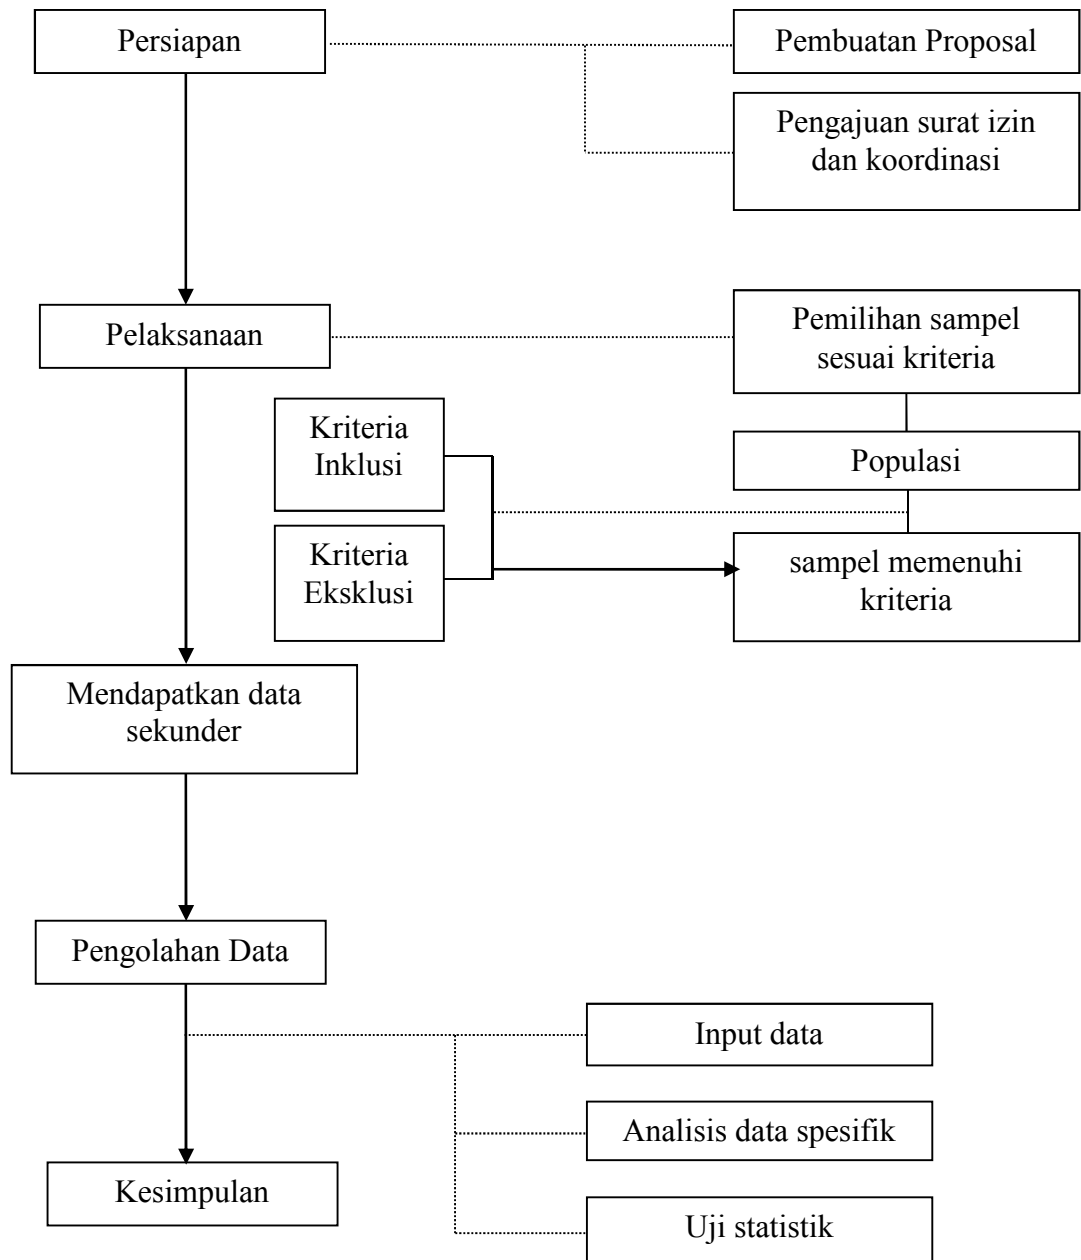 Persiapan
Pembuatan Proposal
Pengajuan surat izin
dan koordinasi
Pelaksanaan
Pemilihan sampel
sesuai kriteria
Kriteria
Inklusi
Populasi
Kriteria
Eksklusi
sampel memenuhi
kriteria
Mendapatkan data
sekunder
Pengolahan Data
Input data
Analisis data spesifik
Kesimpulan
Uji statistik